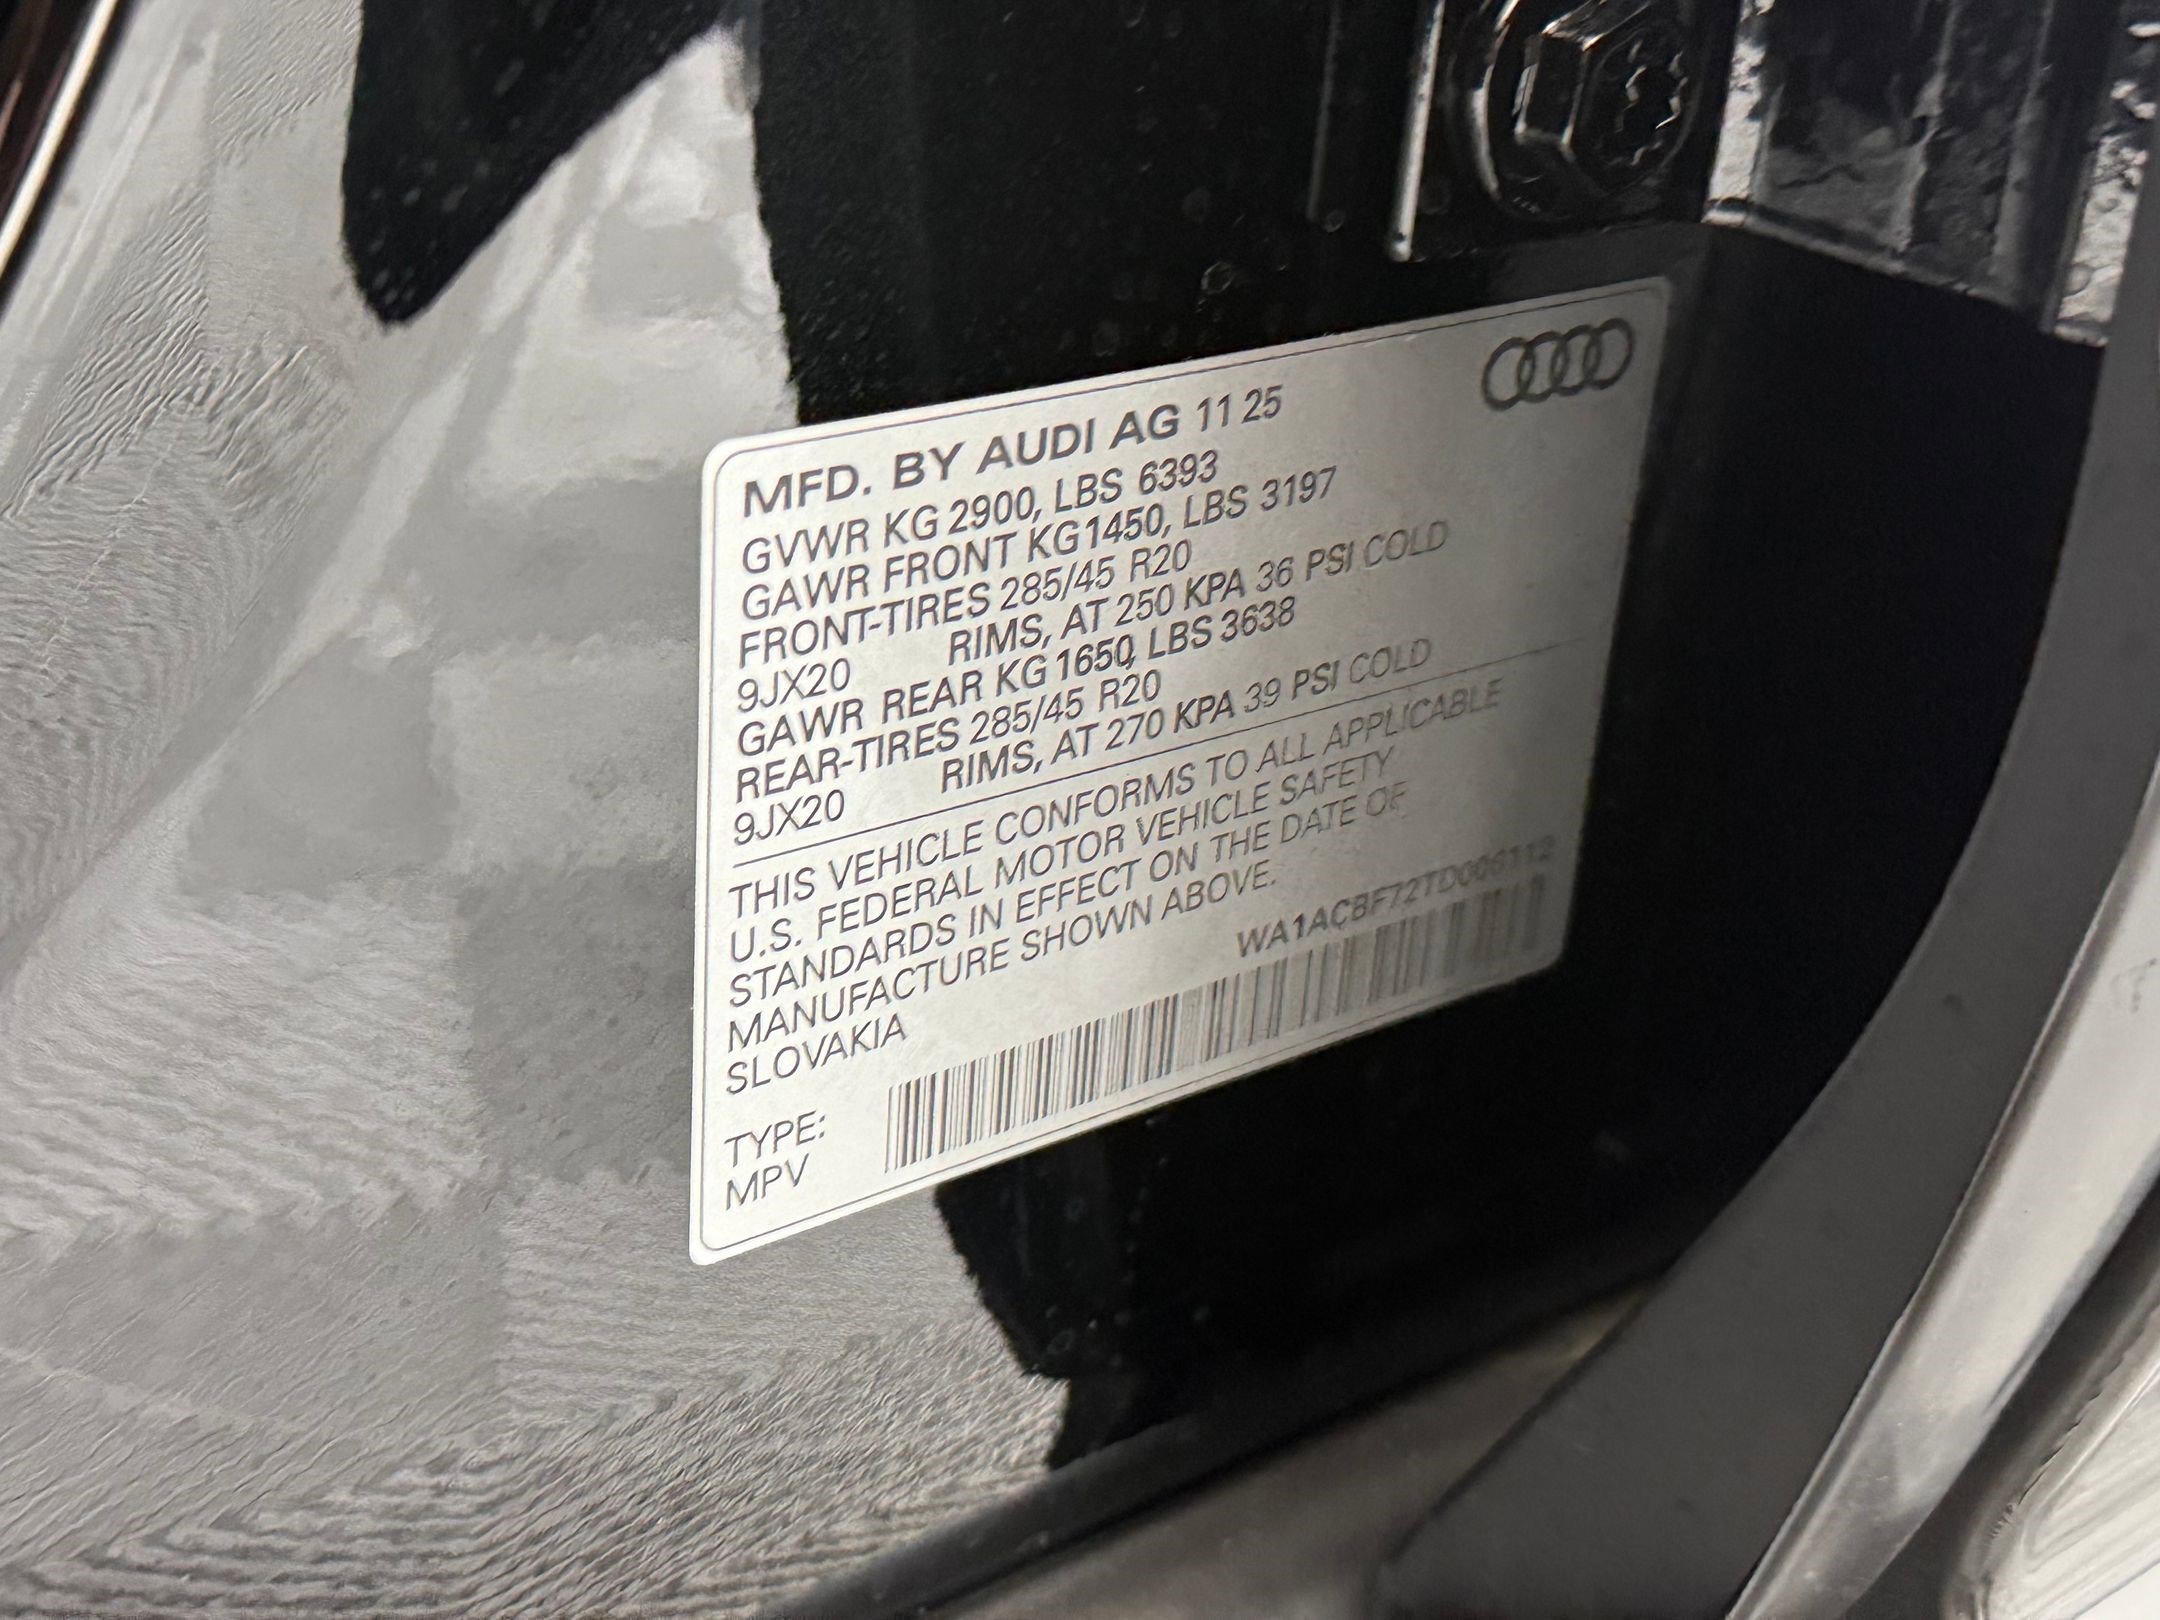 MFD. BY AUDI AG 11 25
GVWR KG 2900, LBS 6393
GAWR FRONT KG 1450, LBS 3197
FRONT-TIRES 285/45 R20
9JX20 RIMS, AT 250 KPA 36 PSI COLD
GAWR REAR KG 1650, LBS 3638
REAR-TIRES 285/45 R20
9JX20 RIMS, AT 270 KPA 39 PSI COLD
THIS VEHICLE CONFORMS TO ALL APPLICABLE
U.S. FEDERAL MOTOR VEHICLE SAFETY
STANDARDS IN EFFECT ON THE DATE OF
MANUFACTURE SHOWN ABOVE.
SLOVAKIA
WA1ACBF72TD006112
TYPE:
MPV